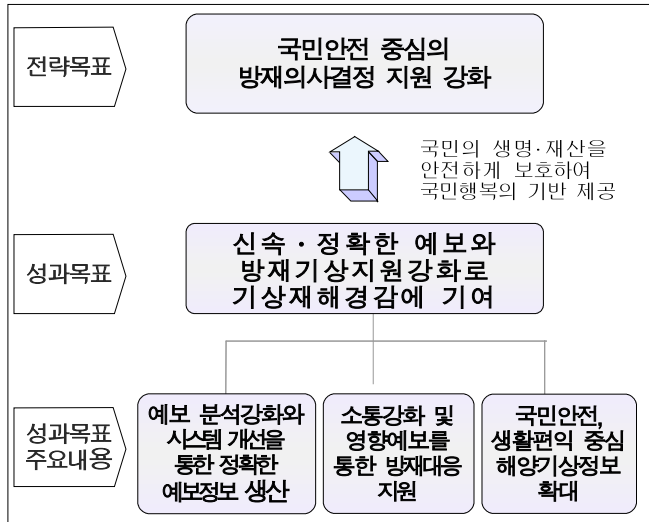 전략목표
국민안전 중심의
방재의사결정 지원 강화
국민의 생명·재산을
안전하게 보호하여
국민행복의 기반 제공
성과목표
신속·정확한 예보와
방재기상지원강화로
기상재해경감에 기여
성과목표
주요내용
예보 분석강화와
시스템 개선을
통한 정확한
예보정보 생산
소통강화 및
영향예보를
통한 방재대응
지원
국민안전,
생활편익 중심
해양기상정보
확대